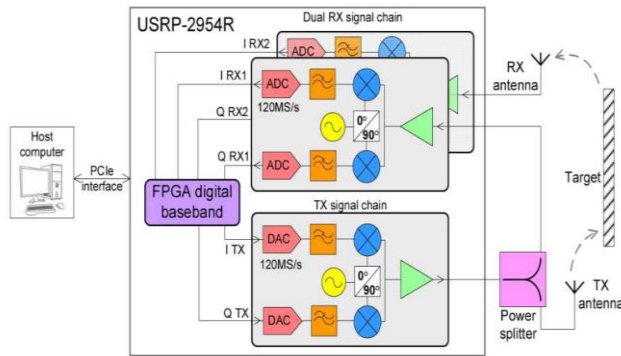 USRP-2954R
Dual RX signal chain
I RX2
ADC
I RX1
ADC
120MS/s
Q RX2
0°
90°
Q RX1
ADC
RX
antenna
Host
computer
PCIe
interface
FPGA digital
baseband
Target
TX signal chain
I TX
DAC
120MS/s
0°
90°
Q TX
DAC
Power
splitter
TX
antenna